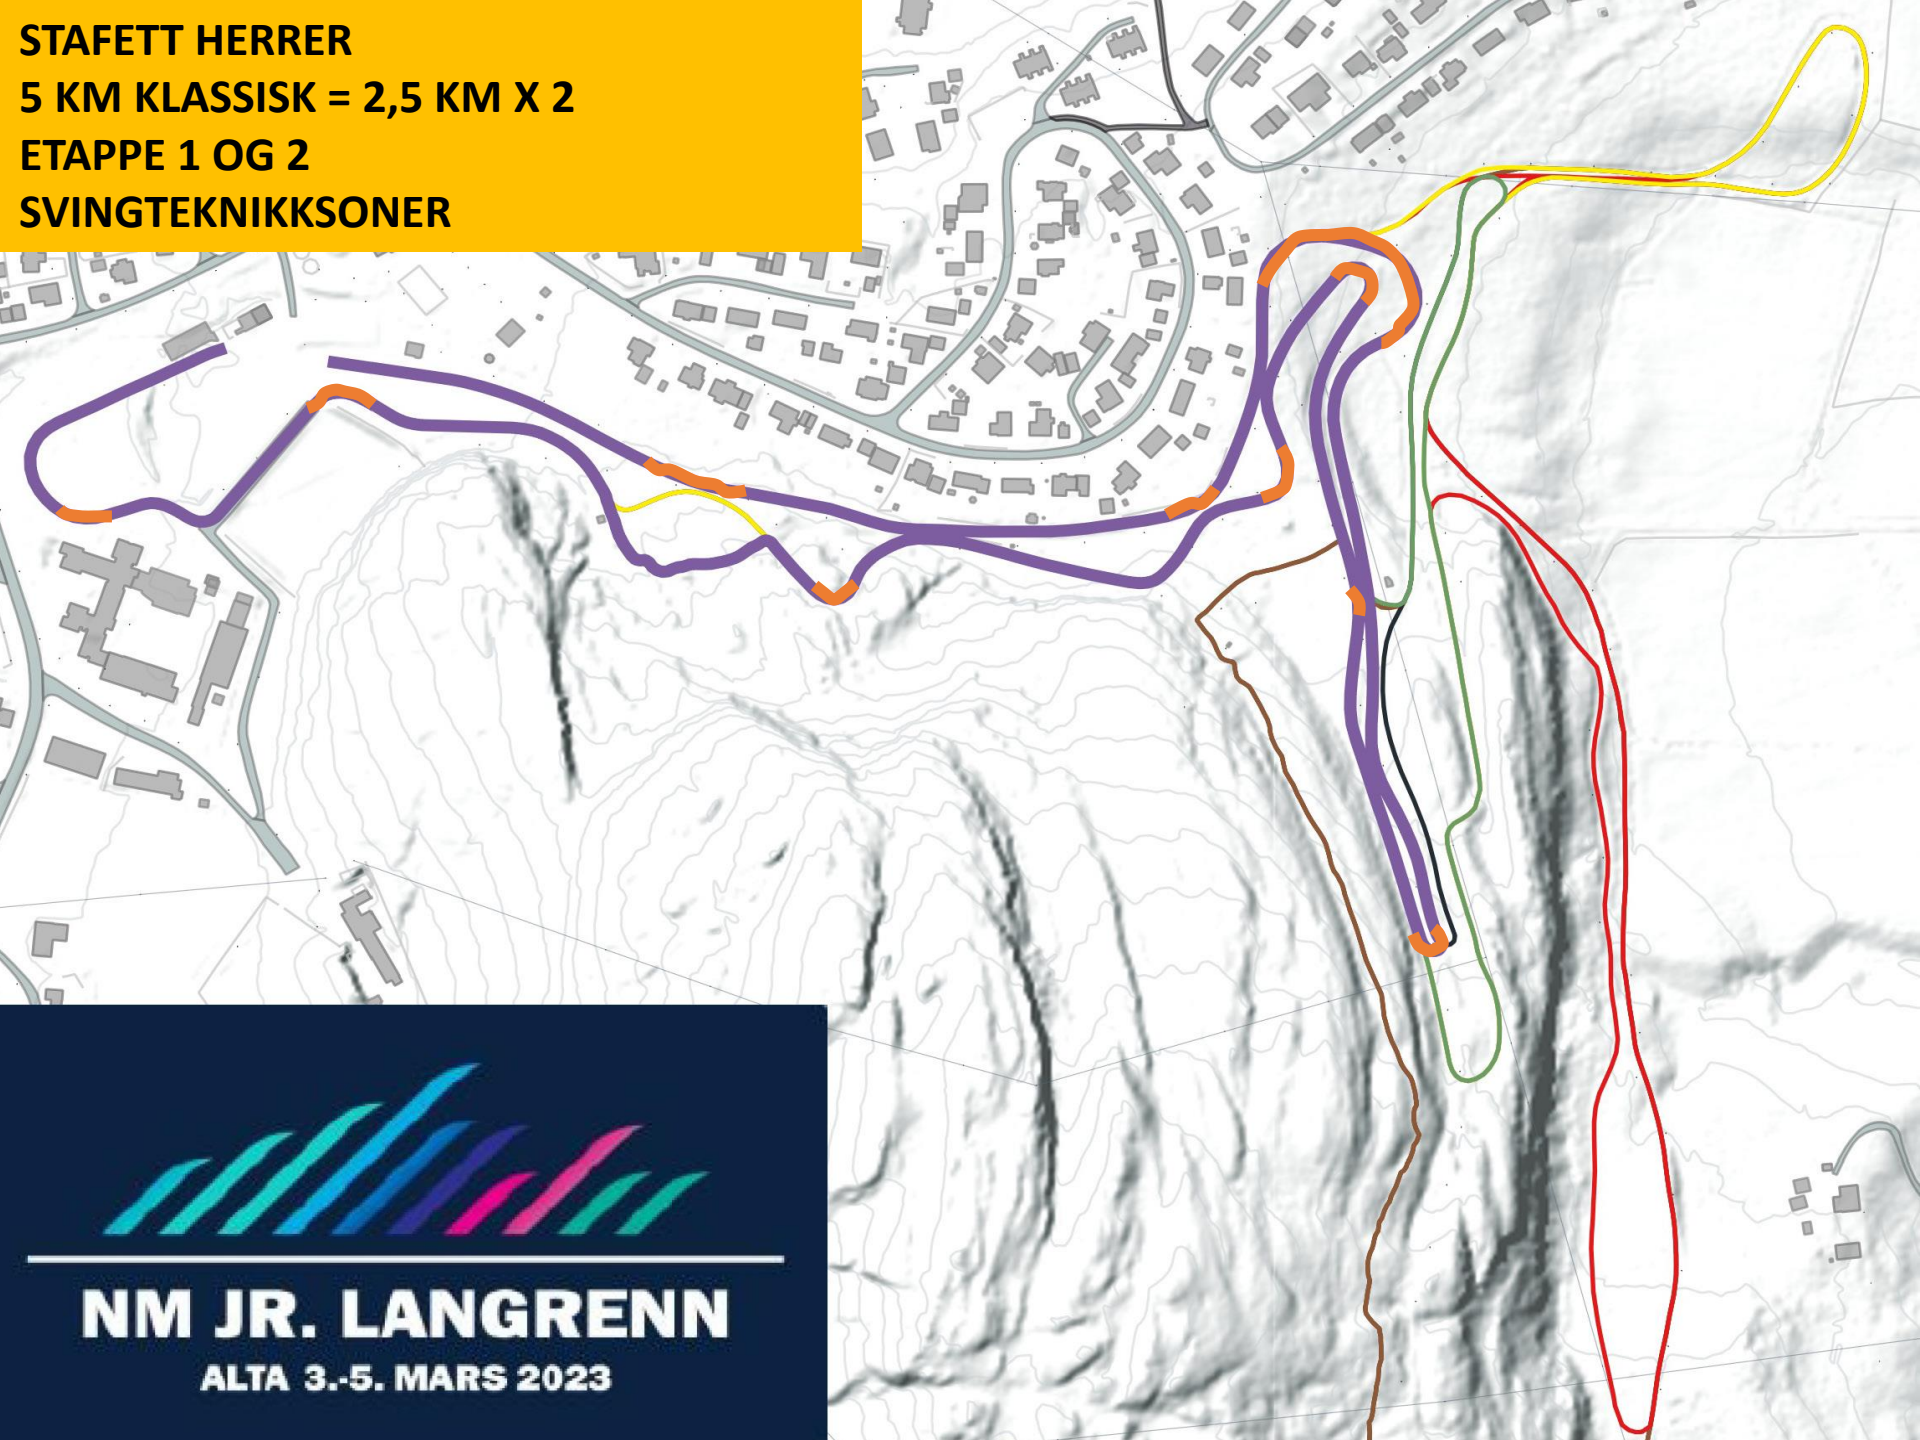 STAFETT HERRER
5 KM KLASSISK = 2,5 KM X 2
ETAPPE 1 OG 2
SVINGTEKNIKKSONER
NM JR. LANGRENN
ALTA 3.-5. MARS 2023